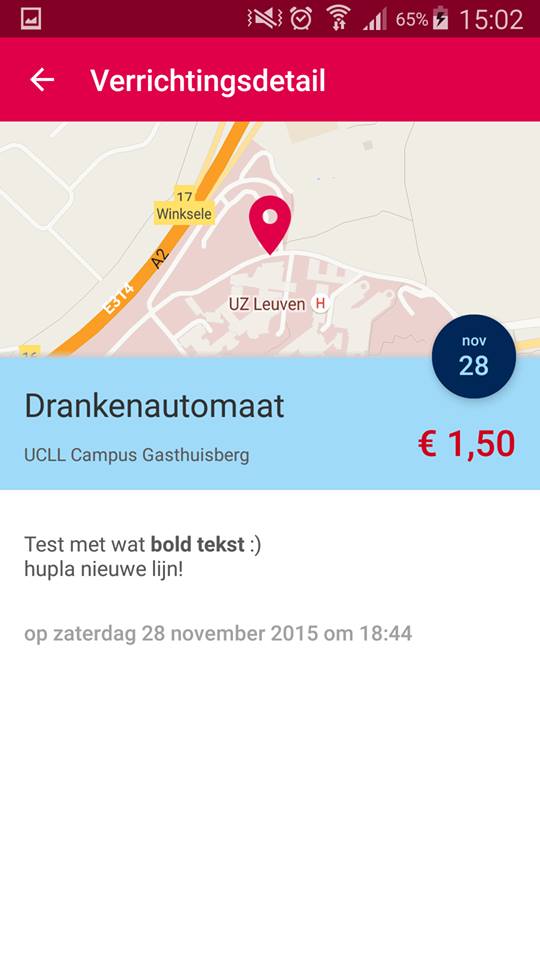 65% 15:02
Verrichtingsdetail
17
Winksele
A2
E314
UZ Leuven H
16
nov
28
Drankenautomaat
€ 1,50
UCLL Campus Gasthuisberg
Test met wat bold tekst :)
hupla nieuwe lijn!
op zaterdag 28 november 2015 om 18:44